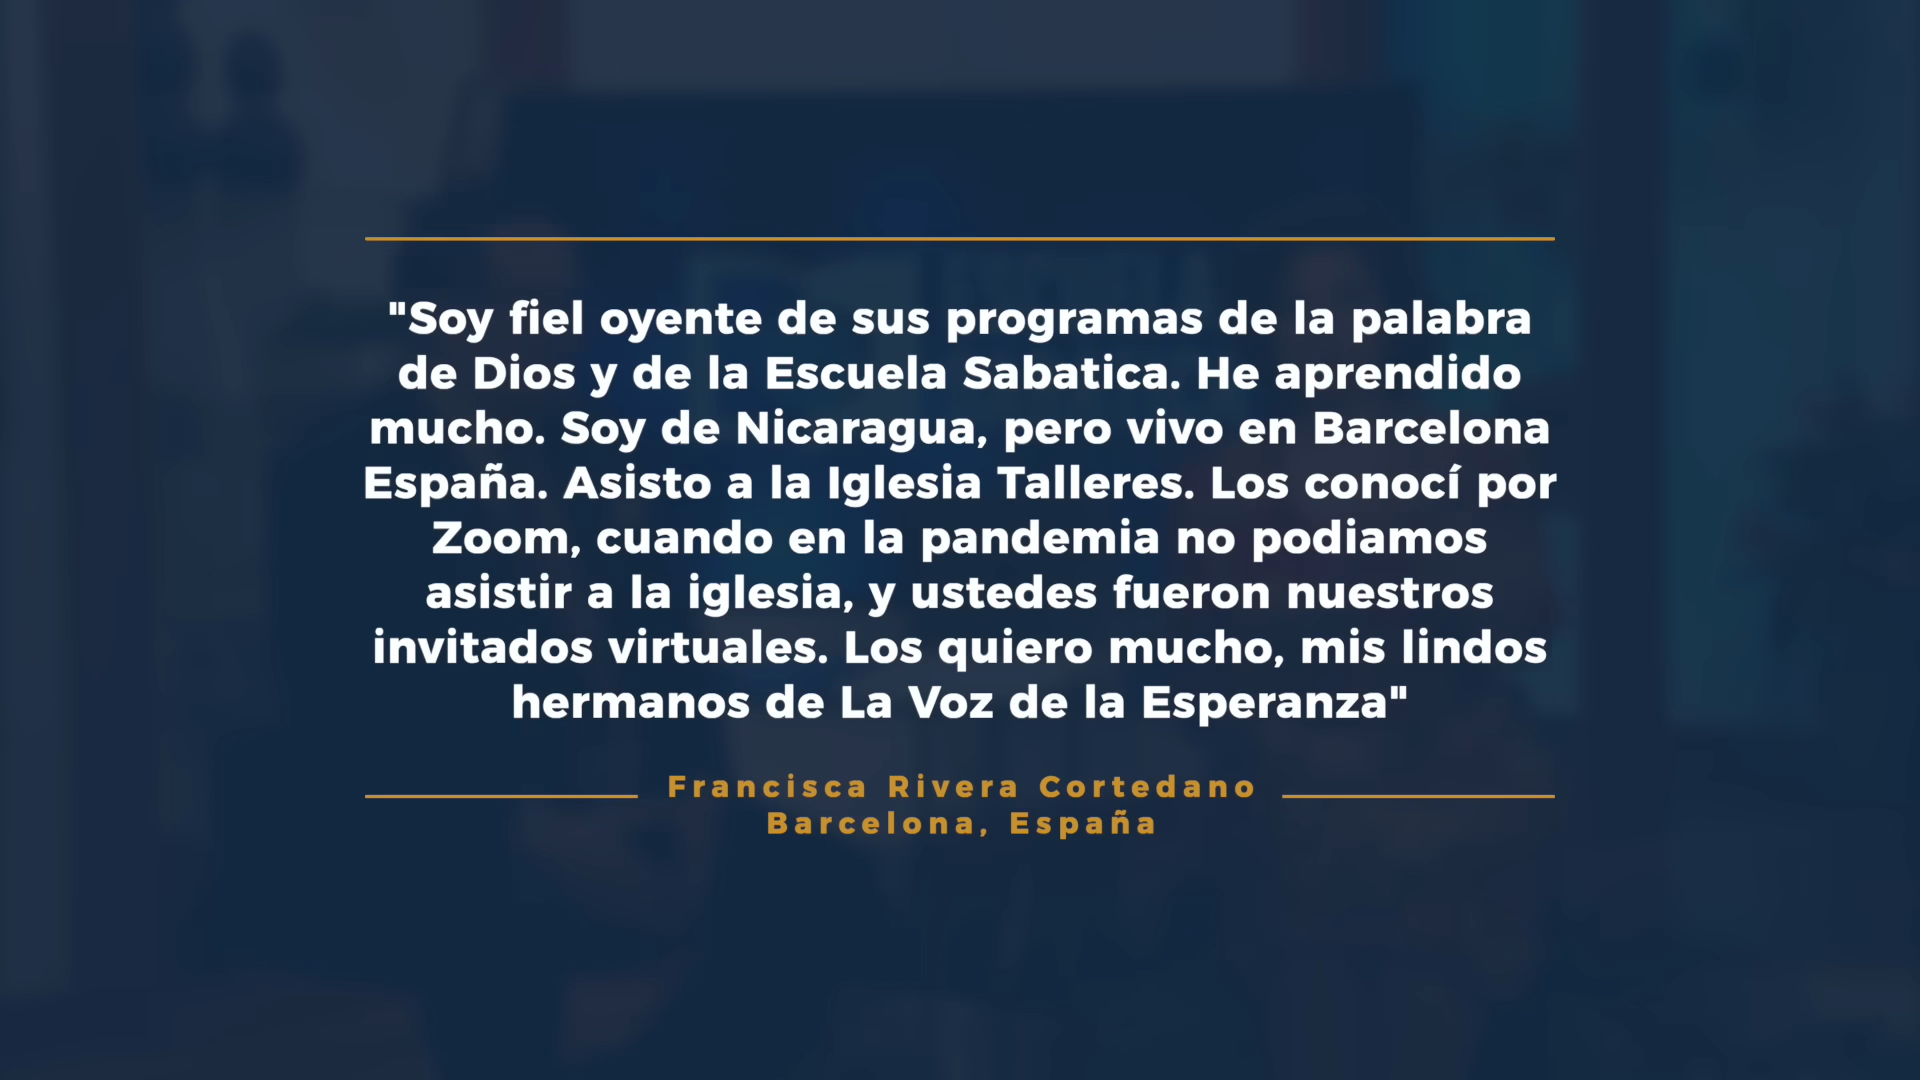 "Soy fiel oyente de sus programas de la palabra
de Dios y de la Escuela Sabatica. He aprendido
mucho. Soy de Nicaragua, pero vivo en Barcelona
España. Asisto a la Iglesia Talleres. Los conocí por
Zoom, cuando en la pandemia no podiamos
asistir a la iglesia, y ustedes fueron nuestros
invitados virtuales. Los quiero mucho, mis lindos
hermanos de La Voz de la Esperanza"
Francisca Rivera Cortedano
Barcelona, España